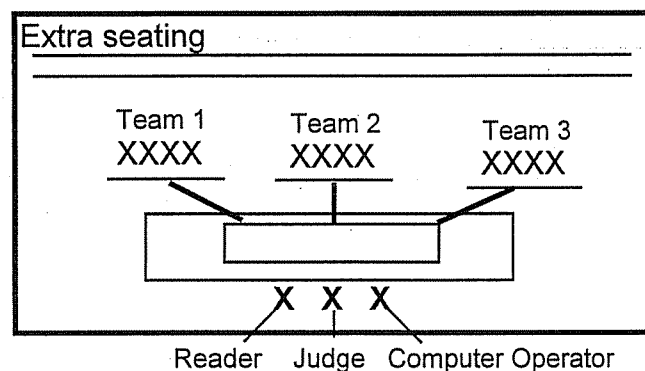 Extra seating
Team 1 Team 2 Team 3
XXXX XXXX XXXX
X X X
Reader Judge Computer Operator